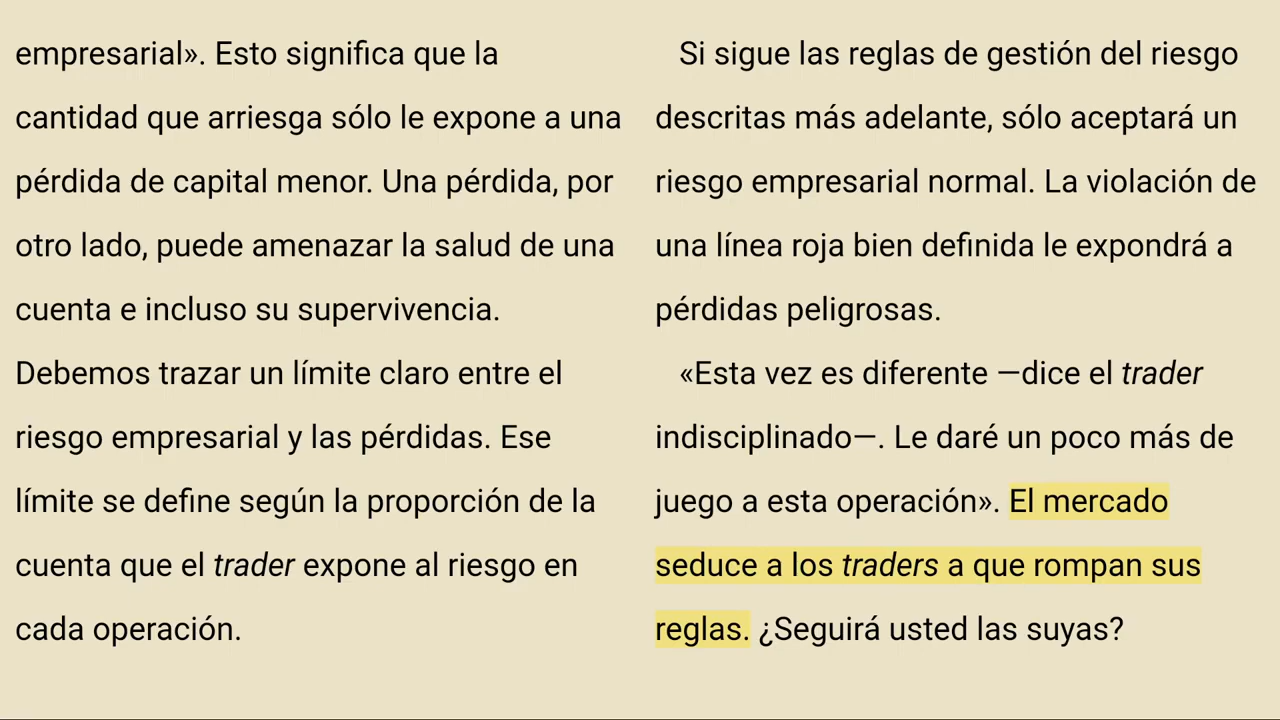 empresarial». Esto significa que la
cantidad que arriesga sólo le expone a una
pérdida de capital menor. Una pérdida, por
otro lado, puede amenazar la salud de una
cuenta e incluso su supervivencia.
Debemos trazar un límite claro entre el
riesgo empresarial y las pérdidas. Ese
límite se define según la proporción de la
cuenta que el trader expone al riesgo en
cada operación.
Si sigue las reglas de gestión del riesgo
descritas más adelante, sólo aceptará un
riesgo empresarial normal. La violación de
una línea roja bien definida le expondrá a
pérdidas peligrosas.
«Esta vez es diferente —dice el trader
indisciplinado—. Le daré un poco más de
juego a esta operación». El mercado
seduce a los traders a que rompan sus
reglas. ¿Seguirá usted las suyas?